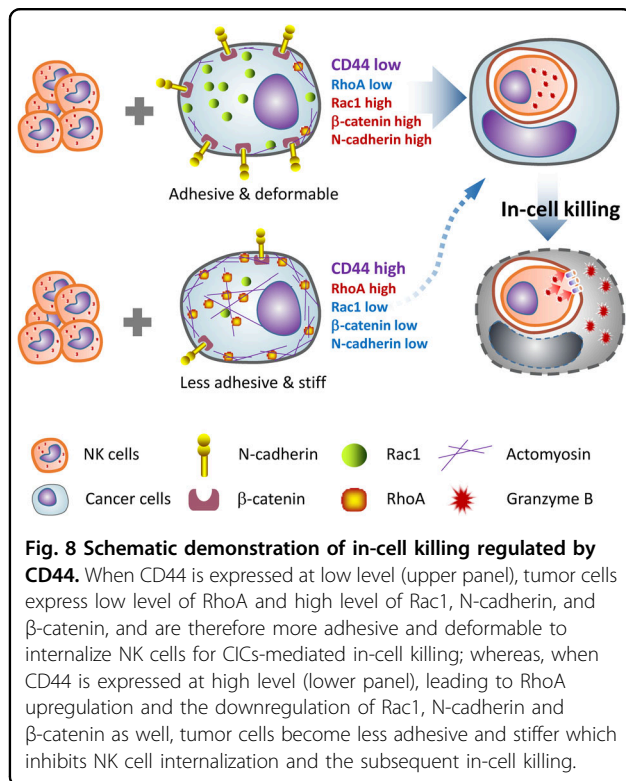 CD44 low
RhoA low
Rac1 high
β-catenin high
N-cadherin high
Adhesive & deformable
In-cell killing
CD44 high
RhoA high
Rac1 low
β-catenin low
N-cadherin low
Less adhesive & stiff
NK cells
N-cadherin
Rac1
Actomyosin
Cancer cells
β-catenin
RhoA
Granzyme B
Fig. 8 Schematic demonstration of in-cell killing regulated by
CD44. When CD44 is expressed at low level (upper panel), tumor cells
express low level of RhoA and high level of Rac1, N-cadherin, and
β-catenin, and are therefore more adhesive and deformable to
internalize NK cells for CICs-mediated in-cell killing; whereas, when
CD44 is expressed at high level (lower panel), leading to RhoA
upregulation and the downregulation of Rac1, N-cadherin and
β-catenin as well, tumor cells become less adhesive and stiffer which
inhibits NK cell internalization and the subsequent in-cell killing.